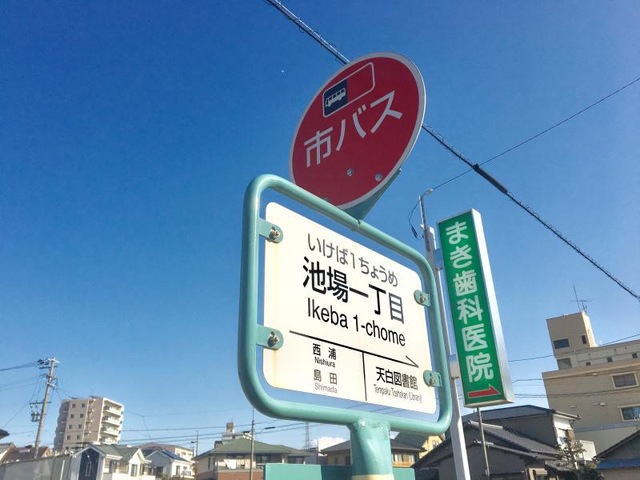 市バス
いけば1ちょうめ
池場一丁目
Ikeba 1-chome
西浦
Nishiura
島田
Shimada
天白図書館
Tenpaku Toshokan (Library)
まき歯科医院